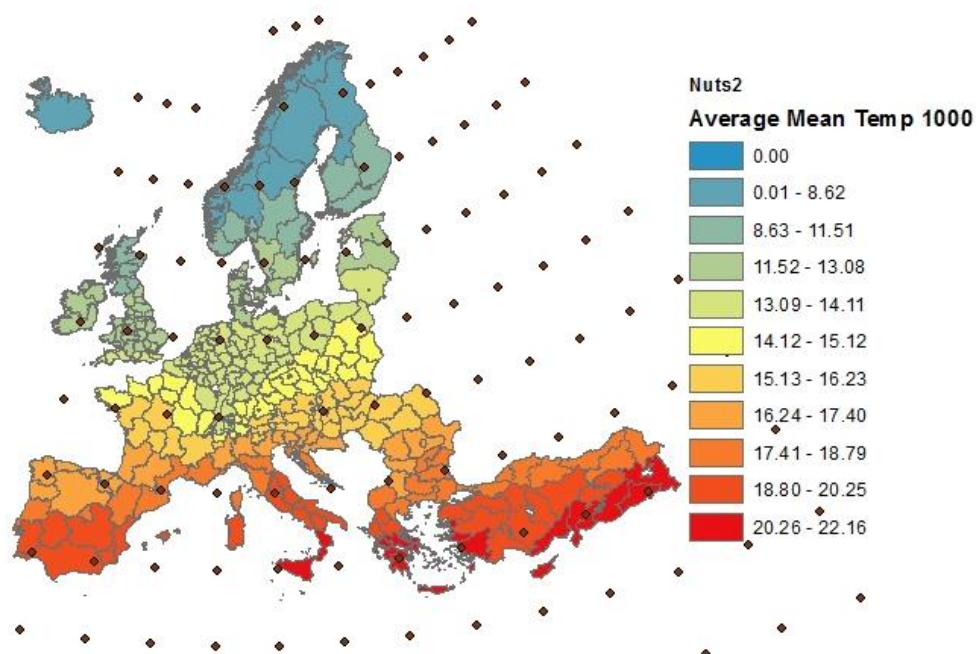 Nuts2
Average Mean Temp 1000
0.00
0.01 - 8.62
8.63 - 11.51
11.52 - 13.08
13.09 - 14.11
14.12 - 15.12
15.13 - 16.23
16.24 - 17.40
17.41 - 18.79
18.80 - 20.25
20.26 - 22.16